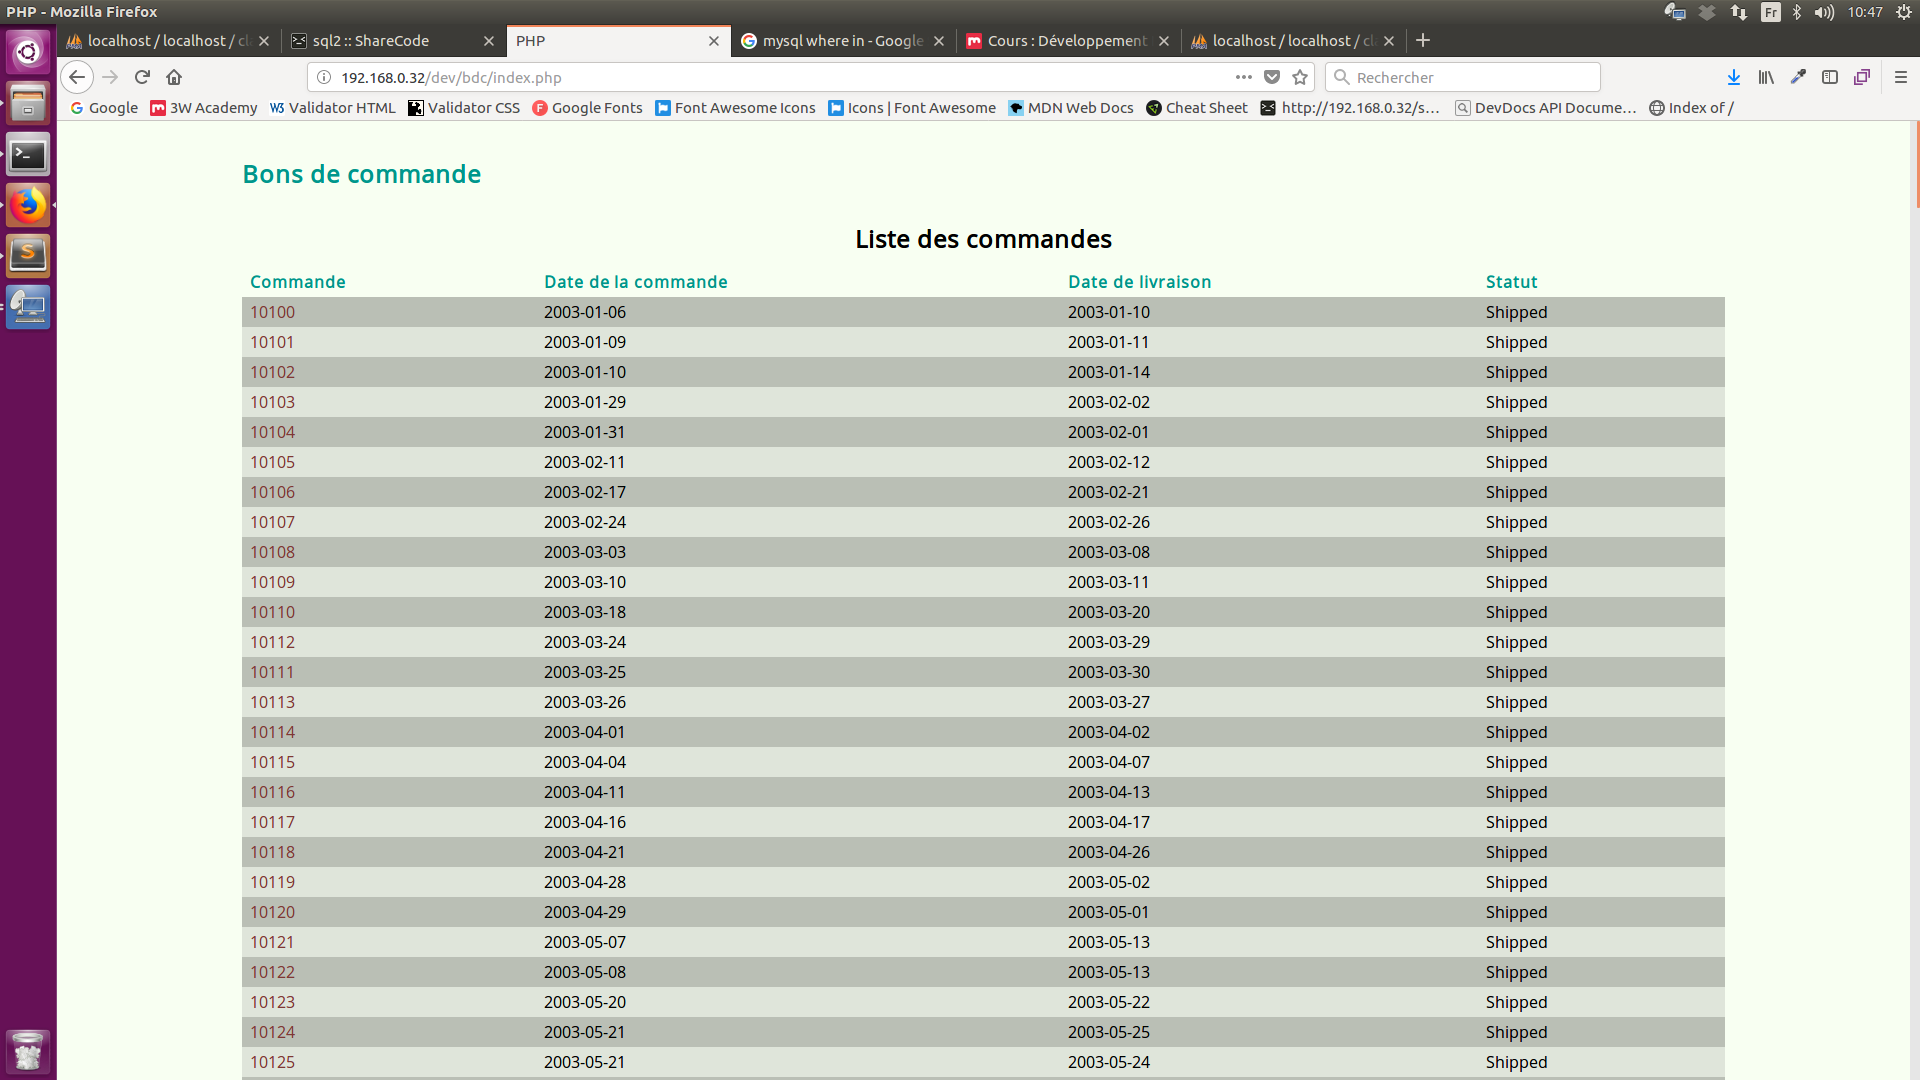 PHP - Mozilla Firefox
Fr 10:47
localhost / localhost / cl
sql2 :: ShareCode
PHP
mysql where in - Google
Cours : Développement
localhost / localhost / cl
192.168.0.32/dev/bdc/index.php
Rechercher
Google 3W Academy Validator HTML Validator CSS Google Fonts Font Awesome Icons Icons | Font Awesome MDN Web Docs Cheat Sheet http://192.168.0.32/s... DevDocs API Docume... Index of /
Bons de commande
Liste des commandes
Commande Date de la commande Date de livraison Statut
10100 2003-01-06 2003-01-10 Shipped
10101 2003-01-09 2003-01-11 Shipped
10102 2003-01-10 2003-01-14 Shipped
10103 2003-01-29 2003-02-02 Shipped
10104 2003-01-31 2003-02-01 Shipped
10105 2003-02-11 2003-02-12 Shipped
10106 2003-02-17 2003-02-21 Shipped
10107 2003-02-24 2003-02-26 Shipped
10108 2003-03-03 2003-03-08 Shipped
10109 2003-03-10 2003-03-11 Shipped
10110 2003-03-18 2003-03-20 Shipped
10112 2003-03-24 2003-03-29 Shipped
10111 2003-03-25 2003-03-30 Shipped
10113 2003-03-26 2003-03-27 Shipped
10114 2003-04-01 2003-04-02 Shipped
10115 2003-04-04 2003-04-07 Shipped
10116 2003-04-11 2003-04-13 Shipped
10117 2003-04-16 2003-04-17 Shipped
10118 2003-04-21 2003-04-26 Shipped
10119 2003-04-28 2003-05-02 Shipped
10120 2003-04-29 2003-05-01 Shipped
10121 2003-05-07 2003-05-13 Shipped
10122 2003-05-08 2003-05-13 Shipped
10123 2003-05-20 2003-05-22 Shipped
10124 2003-05-21 2003-05-25 Shipped
10125 2003-05-21 2003-05-24 Shipped